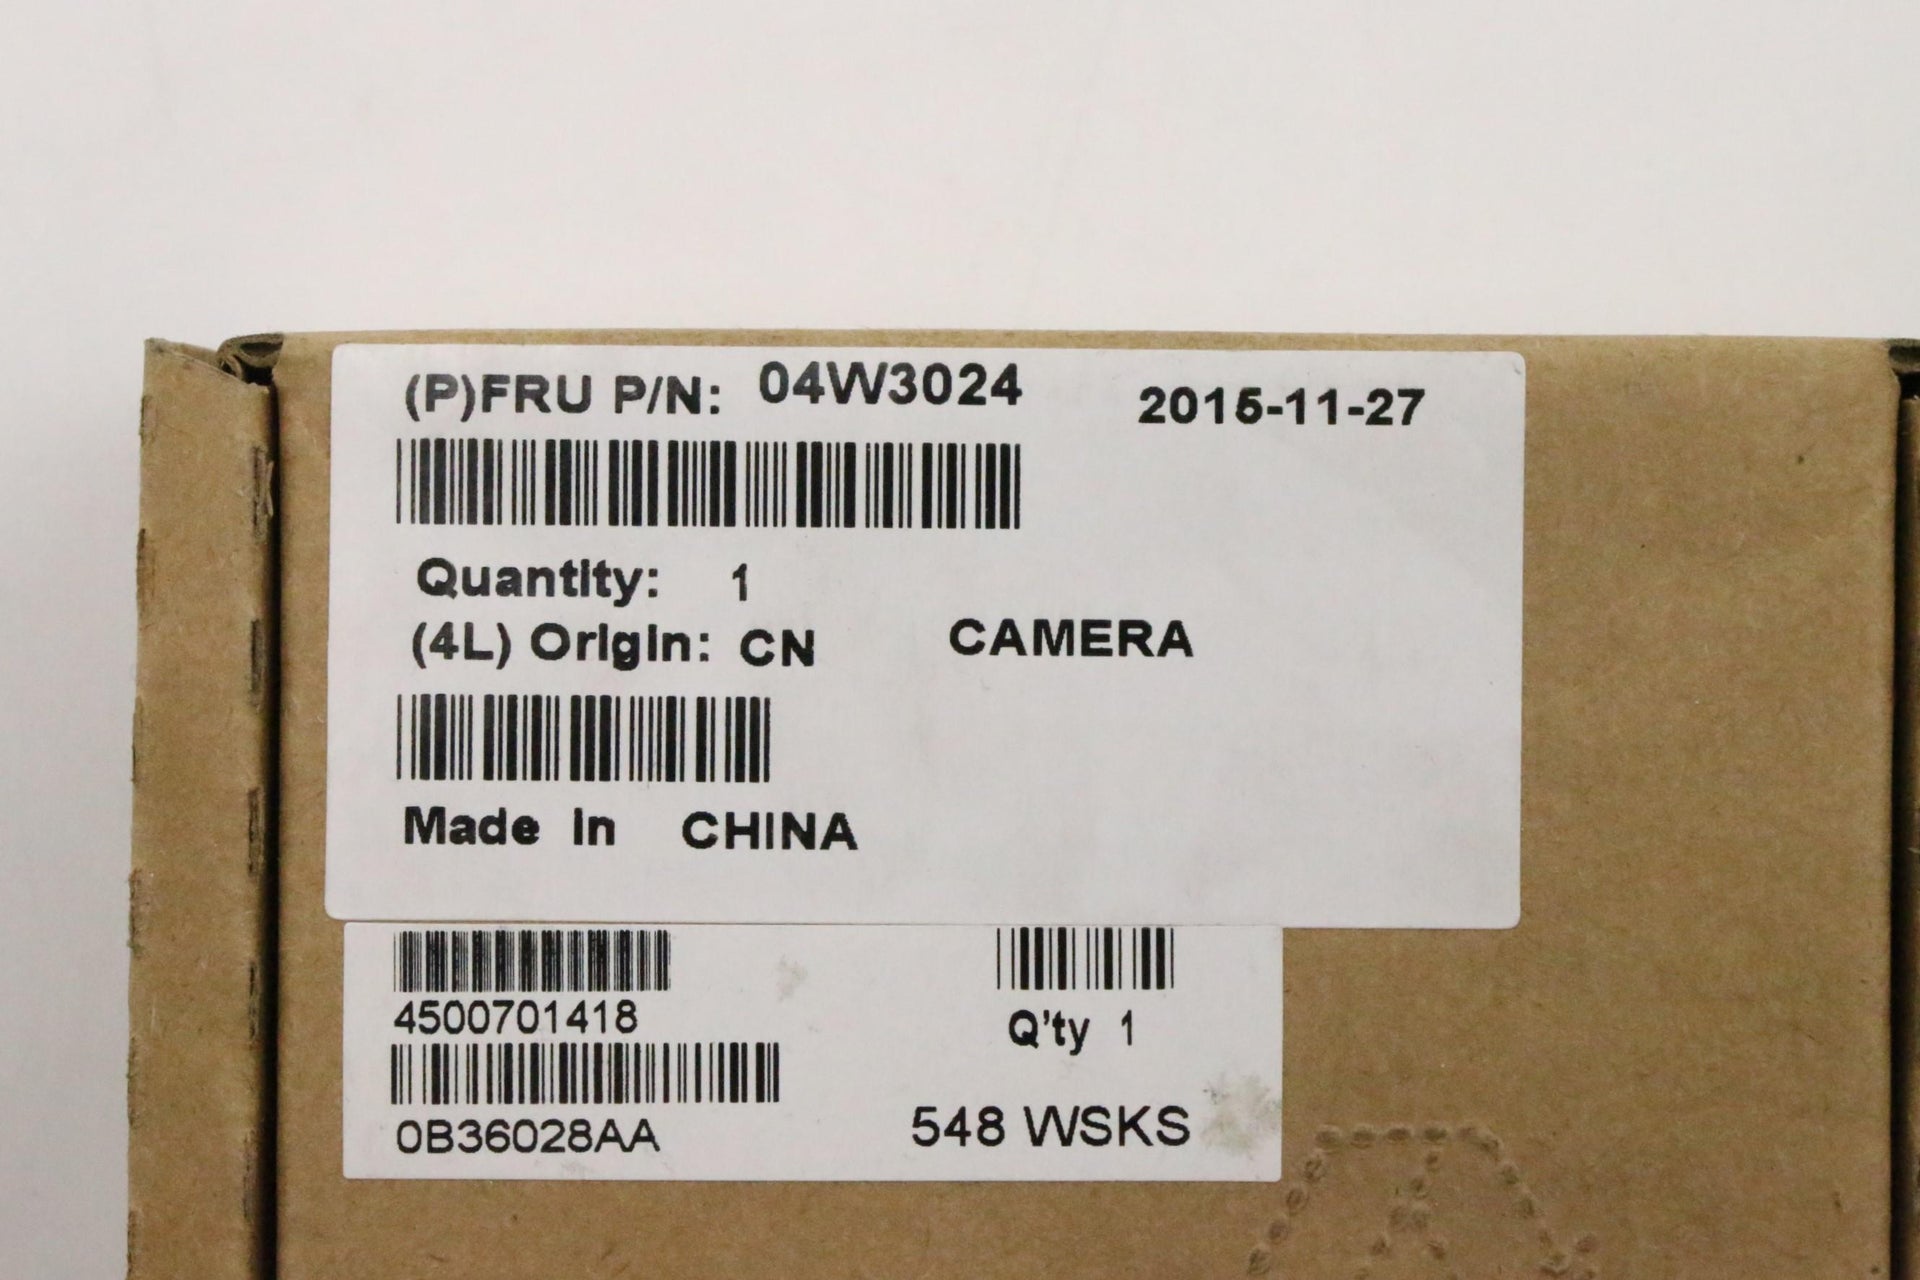 (P)FRU P/N: 04W3024 2015-11-27
Quantity: 1
(4L) Origin: CN CAMERA
Made in CHINA
4500701418
Q'ty 1
0B36028AA
548 WSKS